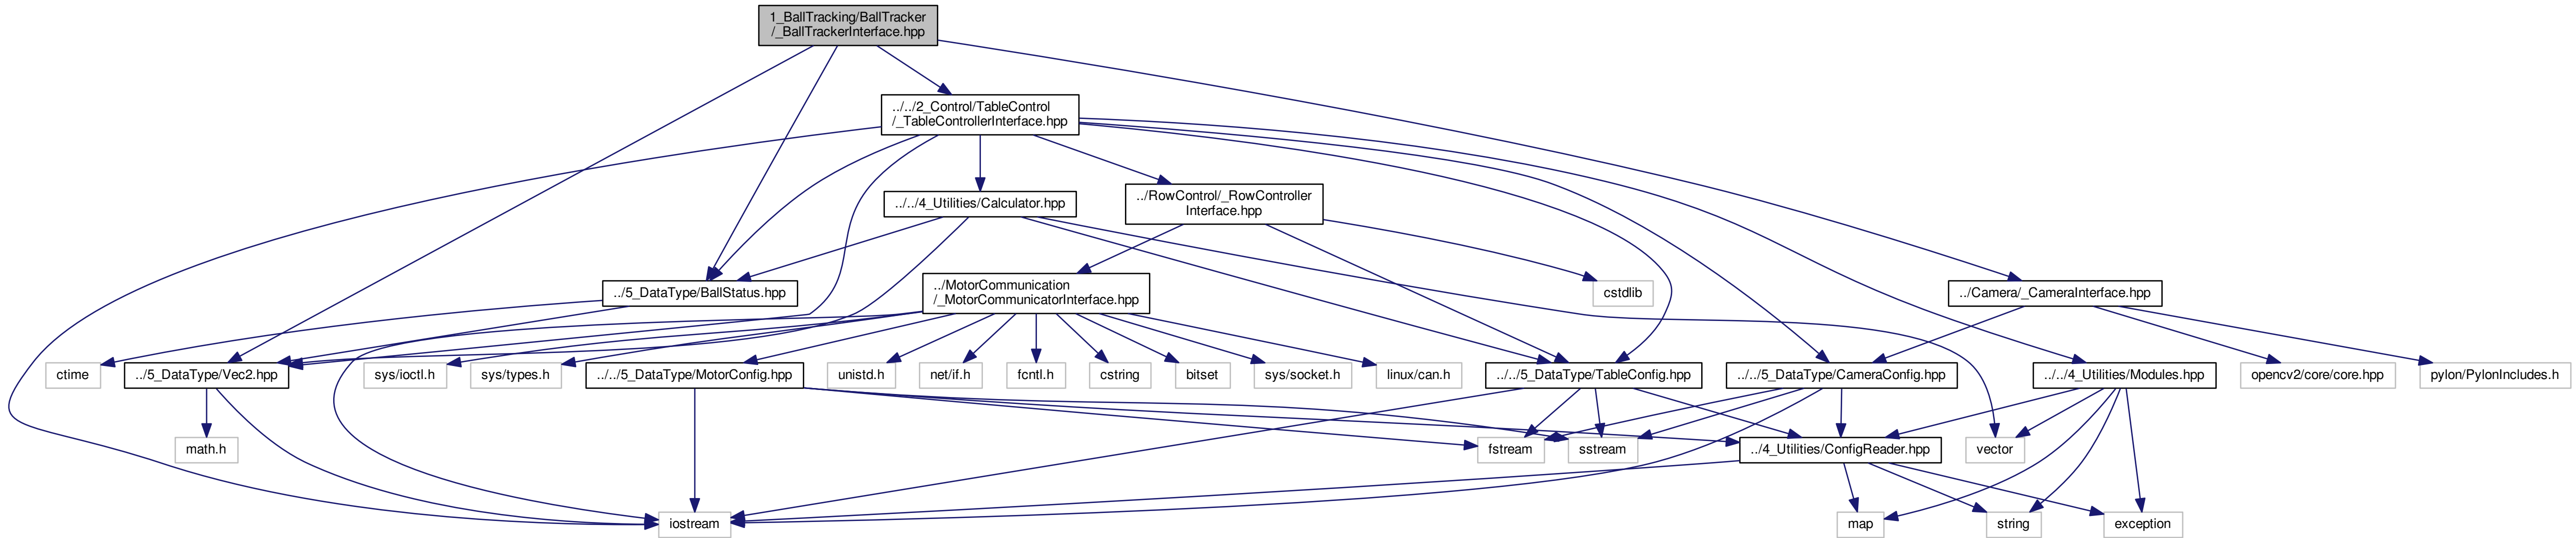 1_BallTracking/BallTracker
/_BallTrackerInterface.hpp
../../2_Control/TableControl
/_TableControllerInterface.hpp
../../4_Utilities/Calculator.hpp
../RowControl/_RowController
Interface.hpp
../5_DataType/BallStatus.hpp
../MotorCommunication
/_MotorCommunicatorInterface.hpp
cstdlib
../Camera/_CameraInterface.hpp
ctime
../5_DataType/Vec2.hpp
sys/ioctl.h
sys/types.h
../../5_DataType/MotorConfig.hpp
unistd.h
net/if.h
fcntl.h
cstring
bitset
sys/socket.h
linux/can.h
../../5_DataType/TableConfig.hpp
../../5_DataType/CameraConfig.hpp
../../4_Utilities/Modules.hpp
opencv2/core/core.hpp
pylon/PylonIncludes.h
math.h
fstream
sstream
../4_Utilities/ConfigReader.hpp
vector
iostream
map
string
exception